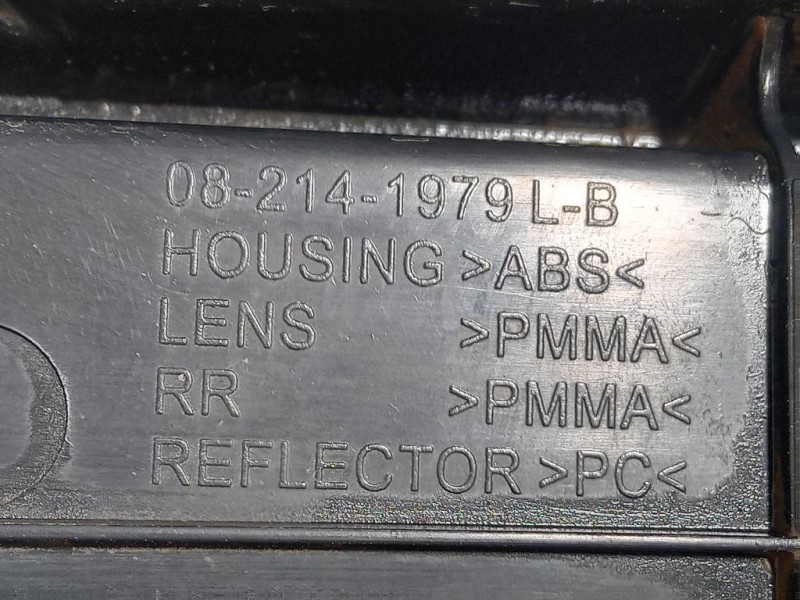 08-214-1979 L-B
HOUSING >ABS<
LENS >PMMA<
RR >PMMA<
REFLECTOR >PC<